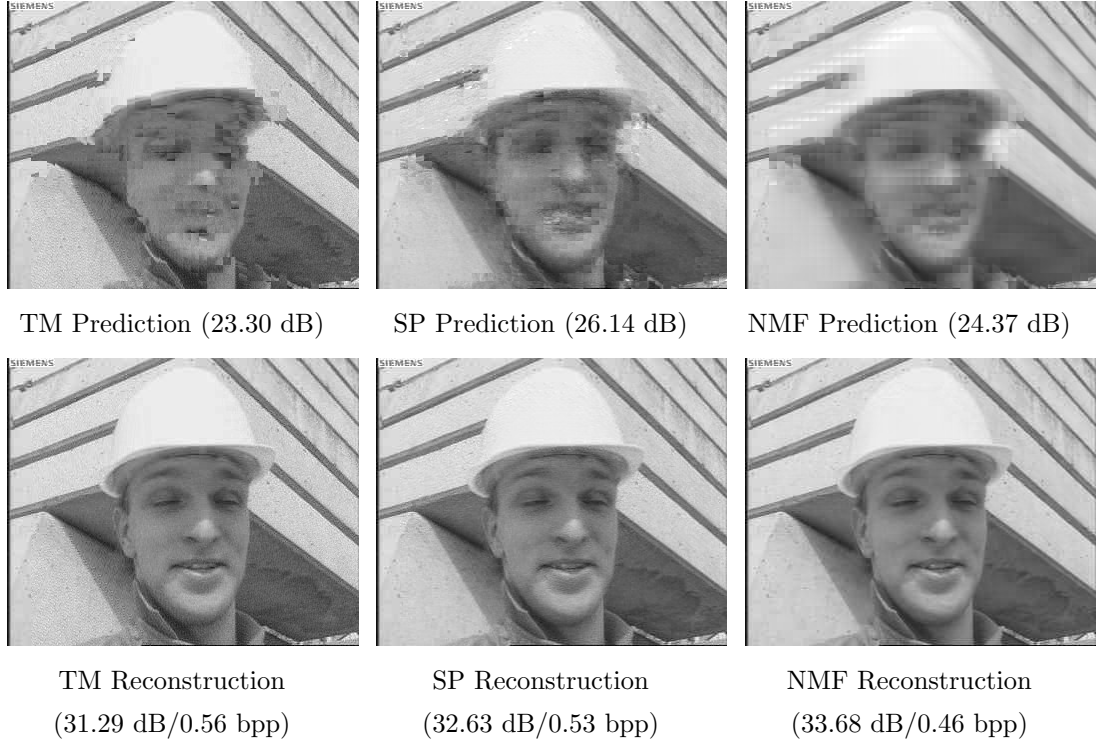 SIEMENS SIEMENS SIEMENS
TM Prediction (23.30 dB) SP Prediction (26.14 dB) NMF Prediction (24.37 dB)
SIEMENS SIEMENS SIEMENS
TM Reconstruction SP Reconstruction NMF Reconstruction
(31.29 dB/0.56 bpp) (32.63 dB/0.53 bpp) (33.68 dB/0.46 bpp)